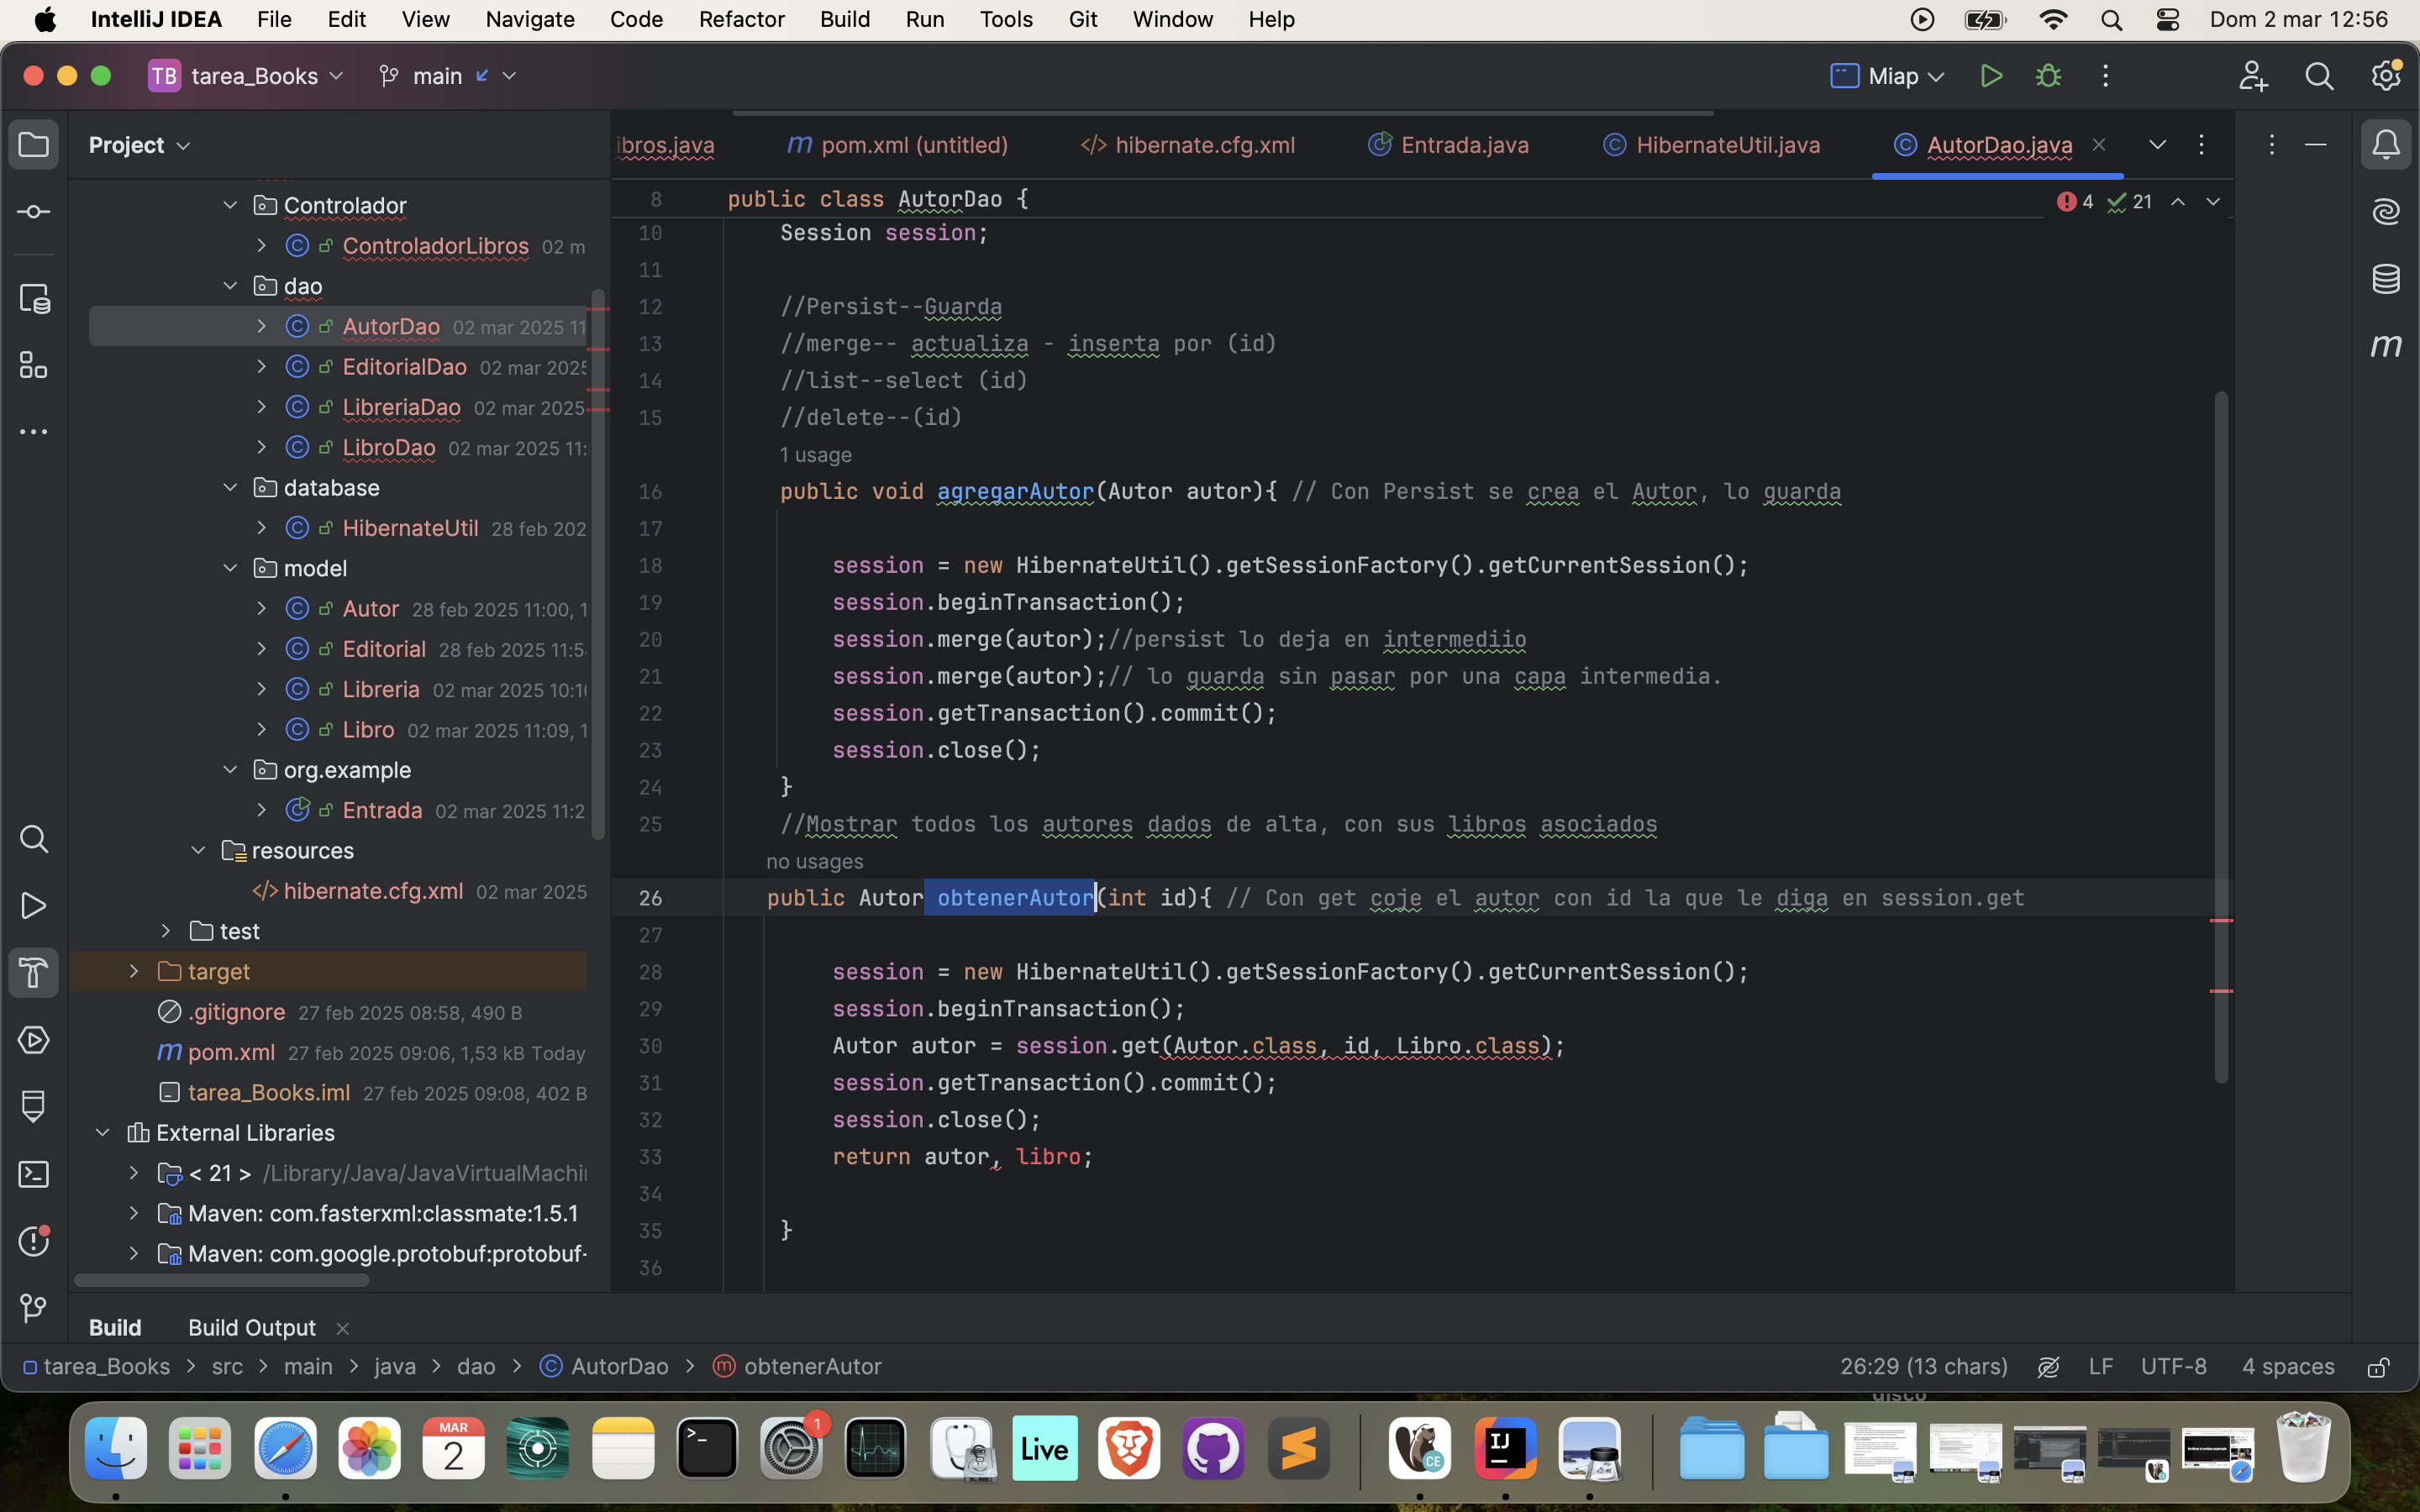 IntelliJ IDEA File Edit View Navigate Code Refactor Build Run Tools Git Window Help Dom 2 mar 12:56
TB tarea_Books main Miap
Project
ibros.java pom.xml (untitled) hibernate.cfg.xml Entrada.java HibernateUtil.java AutorDao.java
Controlador
ControladorLibros 02 m
dao
AutorDao 02 mar 2025 11
EditorialDao 02 mar 2025
LibreriaDao 02 mar 2025
LibroDao 02 mar 2025 11:
database
HibernateUtil 28 feb 202
model
Autor 28 feb 2025 11:00, 1
Editorial 28 feb 2025 11:5
Libreria 02 mar 2025 10:1
Libro 02 mar 2025 11:09, 1
org.example
Entrada 02 mar 2025 11:2
resources
hibernate.cfg.xml 02 mar 2025
test
target
.gitignore 27 feb 2025 08:58, 490 B
pom.xml 27 feb 2025 09:06, 1,53 kB Today
tarea_Books.iml 27 feb 2025 09:08, 402 B
External Libraries
< 21 > /Library/Java/JavaVirtualMachi
Maven: com.fasterxml:classmate:1.5.1
Maven: com.google.protobuf:protobuf-
8 public class AutorDao {
4 21
10 Session session;
11
12 //Persist--Guarda
13 //merge-- actualiza - inserta por (id)
14 //list--select (id)
15 //delete--(id)
1 usage
16 public void agregarAutor(Autor autor){ // Con Persist se crea el Autor, lo guarda
17
18 session = new HibernateUtil().getSessionFactory().getCurrentSession();
19 session.beginTransaction();
20 session.merge(autor);//persist lo deja en intermediio
21 session.merge(autor);// lo guarda sin pasar por una capa intermedia.
22 session.getTransaction().commit();
23 session.close();
24 }
25 //Mostrar todos los autores dados de alta, con sus libros asociados
no usages
26 public Autor obtenerAutor(int id){ // Con get coje el autor con id la que le diga en session.get
27
28 session = new HibernateUtil().getSessionFactory().getCurrentSession();
29 session.beginTransaction();
30 Autor autor = session.get(Autor.class, id, Libro.class);
31 session.getTransaction().commit();
32 session.close();
33 return autor, libro;
34
35 }
36
Build Build Output
tarea_Books > src > main > java > dao > AutorDao > obtenerAutor
26:29 (13 chars) LF UTF-8 4 spaces
disco
MAR
2
1
Live
CE
IJ